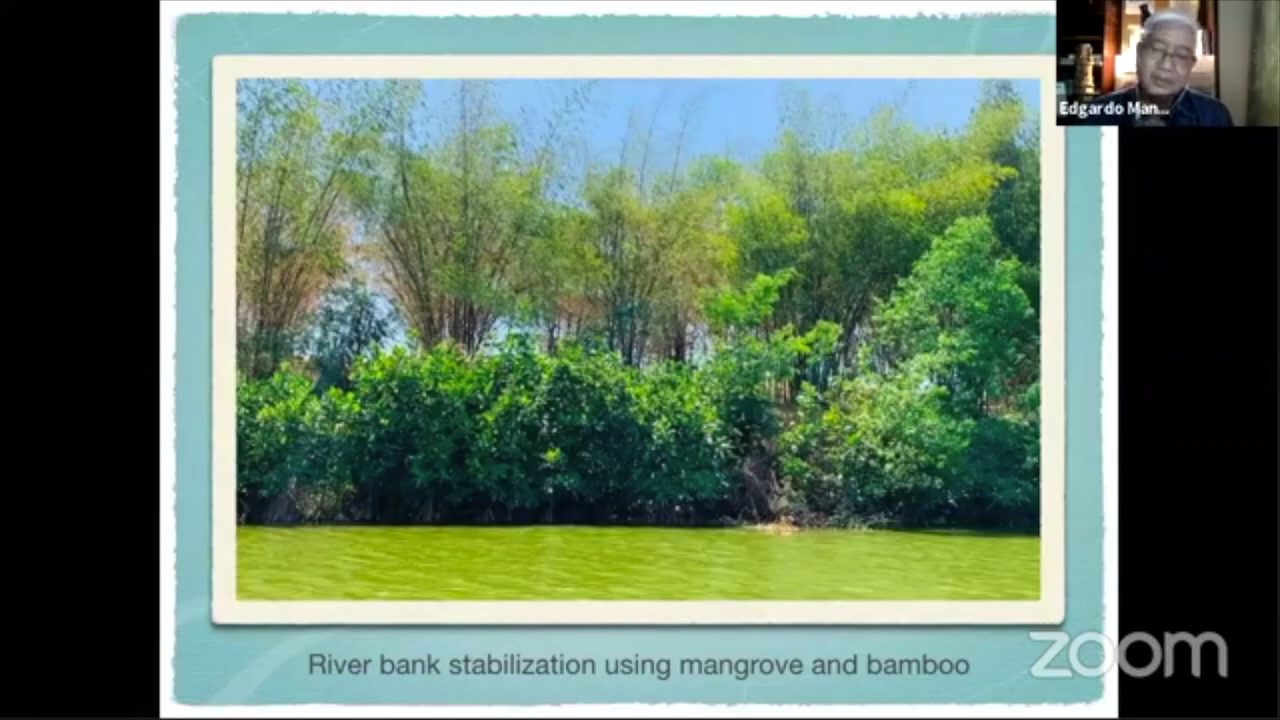 Edgardo Man...
River bank stabilization using mangrove and bamboo
zoom